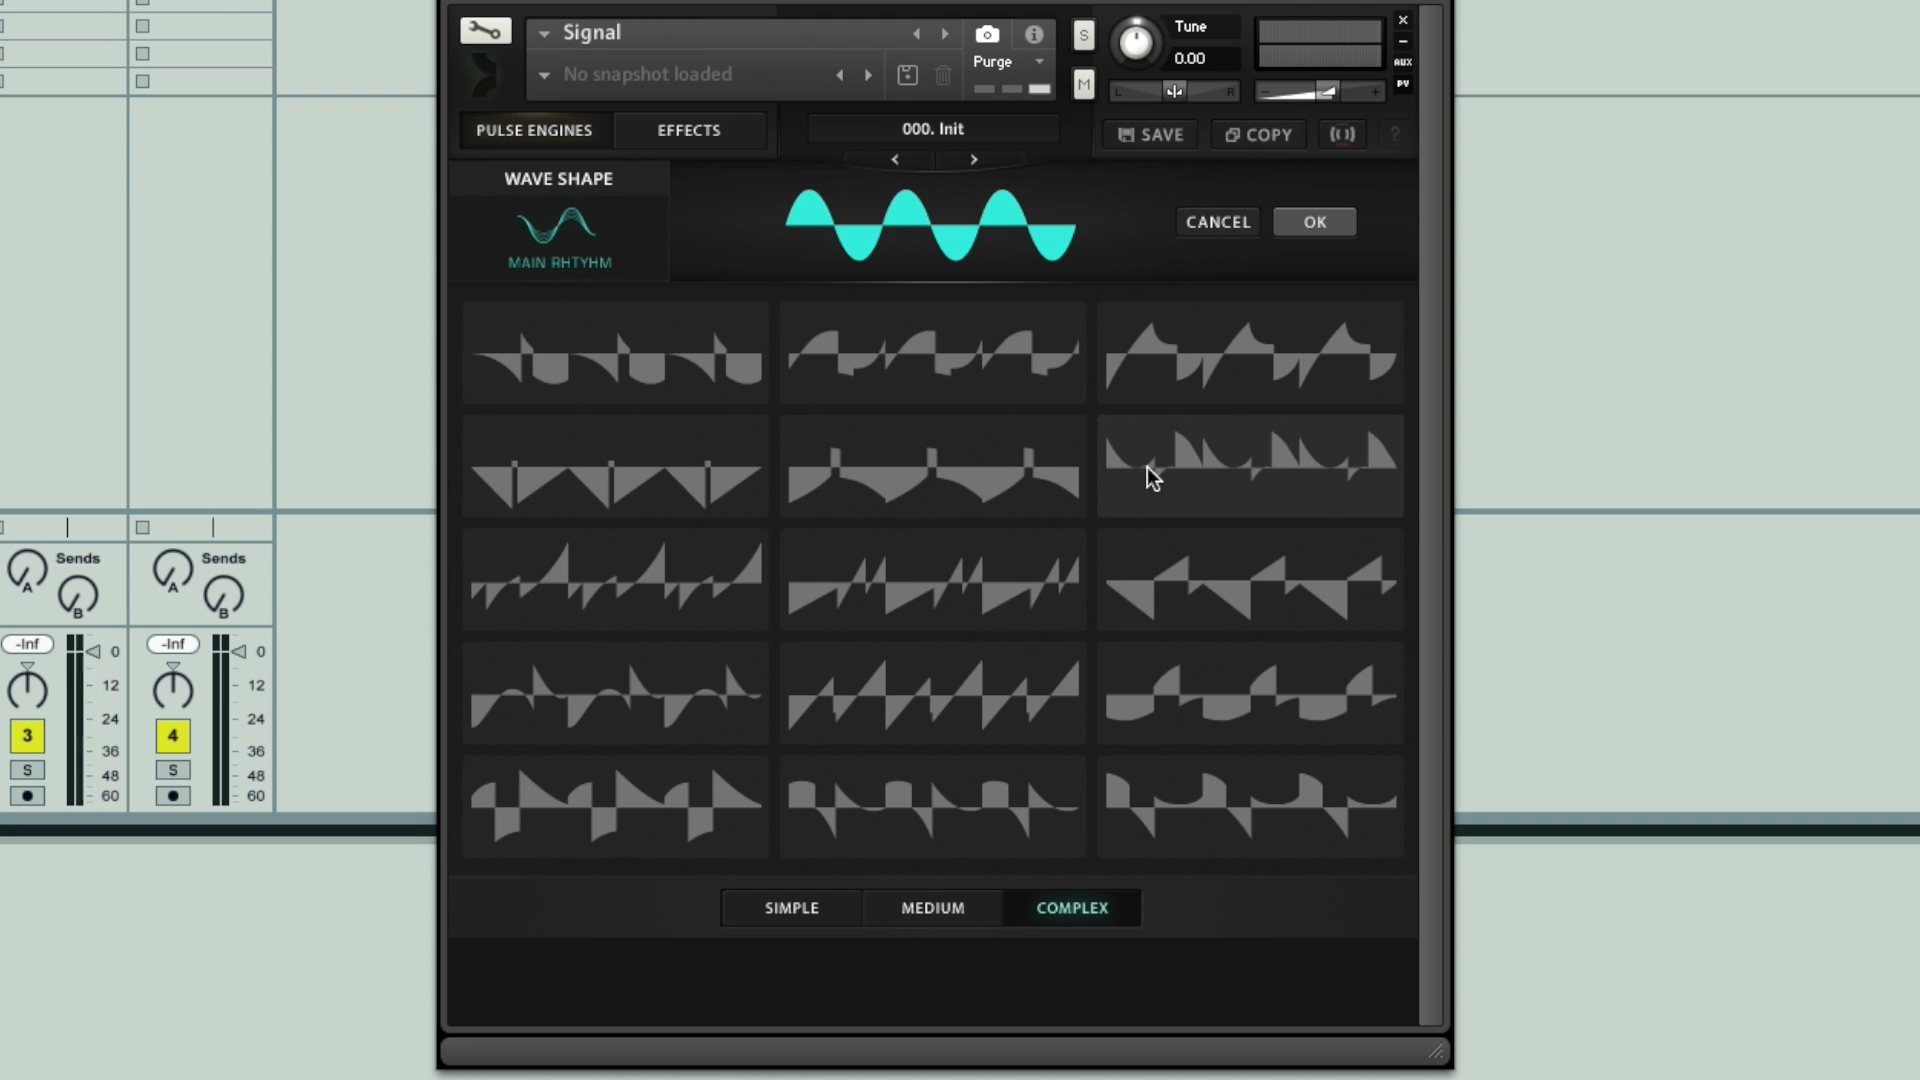 Signal
No snapshot loaded
Purge
S
M
Tune
0.00
L R
- +
×
-
AUX
PV
PULSE ENGINES
EFFECTS
000. Init
< >
SAVE
COPY
?
WAVE SHAPE
MAIN RHTYHM
CANCEL
OK
SIMPLE
MEDIUM
COMPLEX
Sends
A
B
-Inf
0
12
24
36
48
60
3
S
Sends
A
B
-Inf
0
12
24
36
48
60
4
S